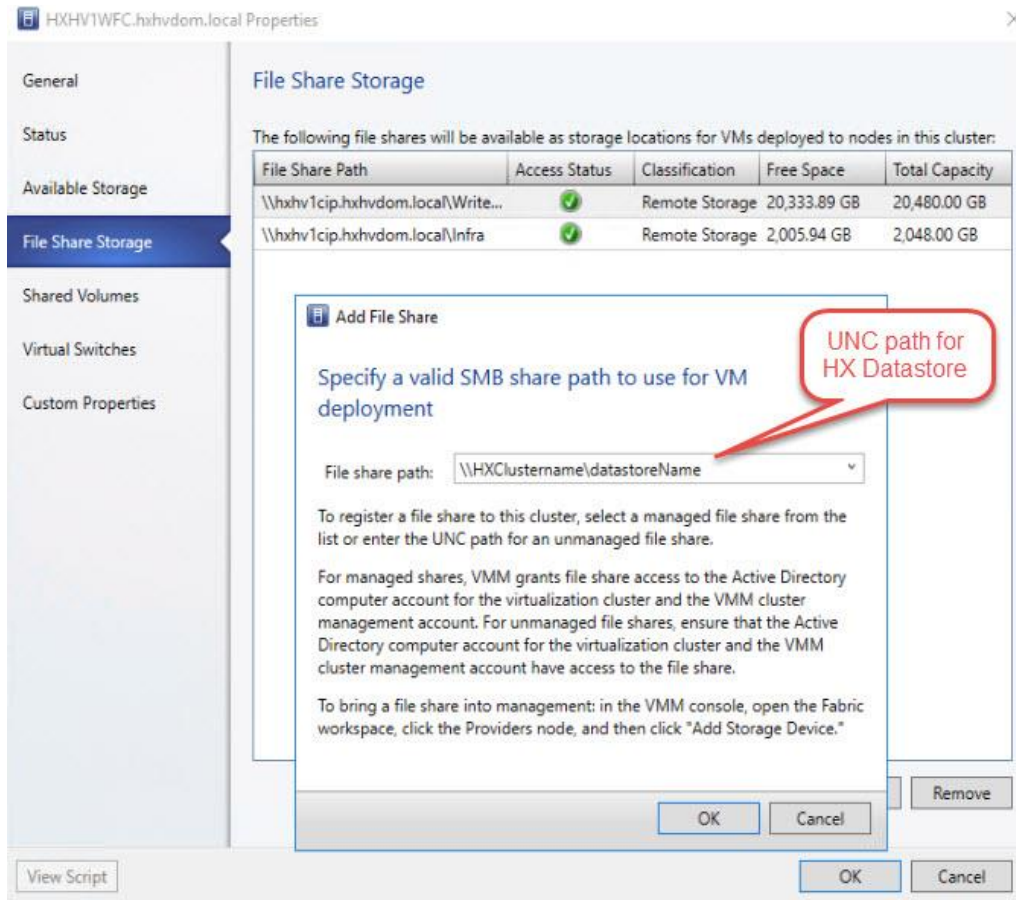 HXHV1WFC.hxhvdom.local Properties
General
Status
Available Storage
File Share Storage
Shared Volumes
Virtual Switches
Custom Properties
File Share Storage
The following file shares will be available as storage locations for VMs deployed to nodes in this cluster:
File Share Path Access Status Classification Free Space Total Capacity
\\hxhv1cip.hxhvdom.local\Write... Remote Storage 20,333.89 GB 20,480.00 GB
\\hxhv1cip.hxhvdom.local\Infra Remote Storage 2,005.94 GB 2,048.00 GB
Add File Share
UNC path for
HX Datastore
Specify a valid SMB share path to use for VM
deployment
File share path: \\HXClustername\datastoreName
To register a file share to this cluster, select a managed file share from the
list or enter the UNC path for an unmanaged file share.
For managed shares, VMM grants file share access to the Active Directory
computer account for the virtualization cluster and the VMM cluster
management account. For unmanaged file shares, ensure that the Active
Directory computer account for the virtualization cluster and the VMM
cluster management account have access to the file share.
To bring a file share into management: in the VMM console, open the Fabric
workspace, click the Providers node, and then click "Add Storage Device."
OK Cancel
Remove
View Script
OK Cancel